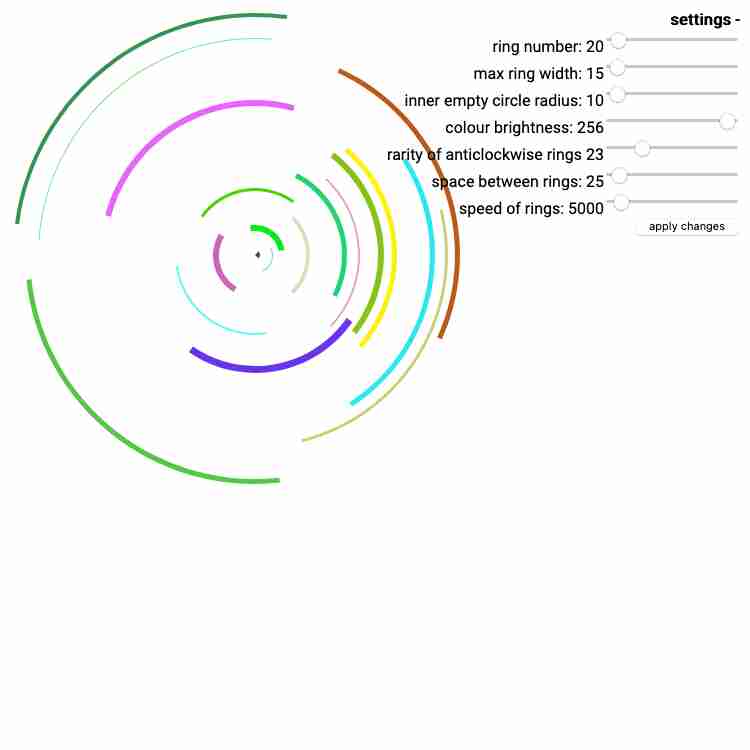 settings -
ring number: 20
max ring width: 15
inner empty circle radius: 10
colour brightness: 256
rarity of anticlockwise rings 23
space between rings: 25
speed of rings: 5000
apply changes